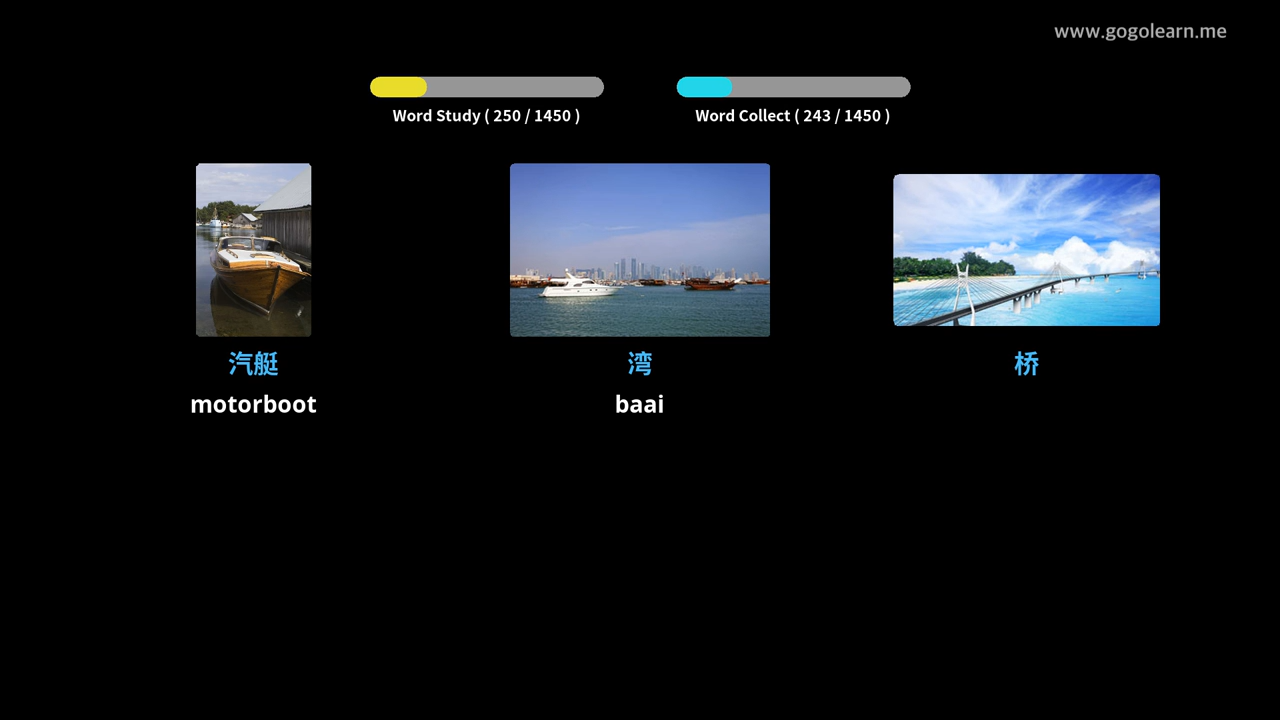 www.gogolearn.me
Word Study ( 250 / 1450 )
Word Collect ( 243 / 1450 )
汽艇
湾
桥
motorboot
baai